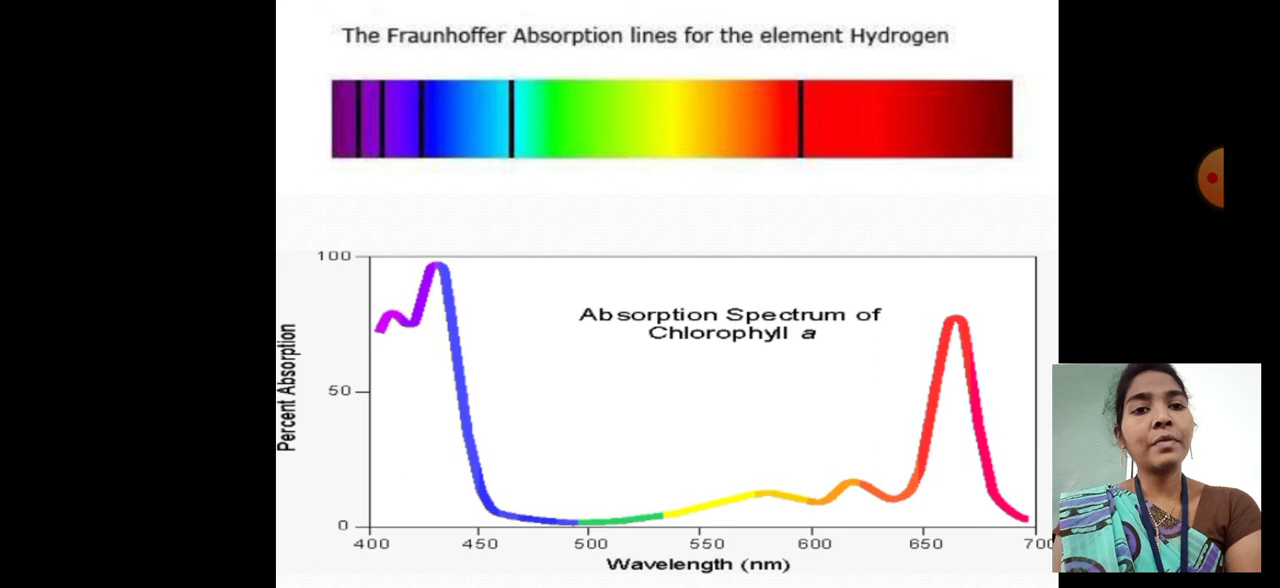 The Fraunhoffer Absorption lines for the element Hydrogen
100
Absorption Spectrum of
Chlorophyll a
Percent Absorption
50
0
400 450 500 550 600 650 700
Wavelength (nm)